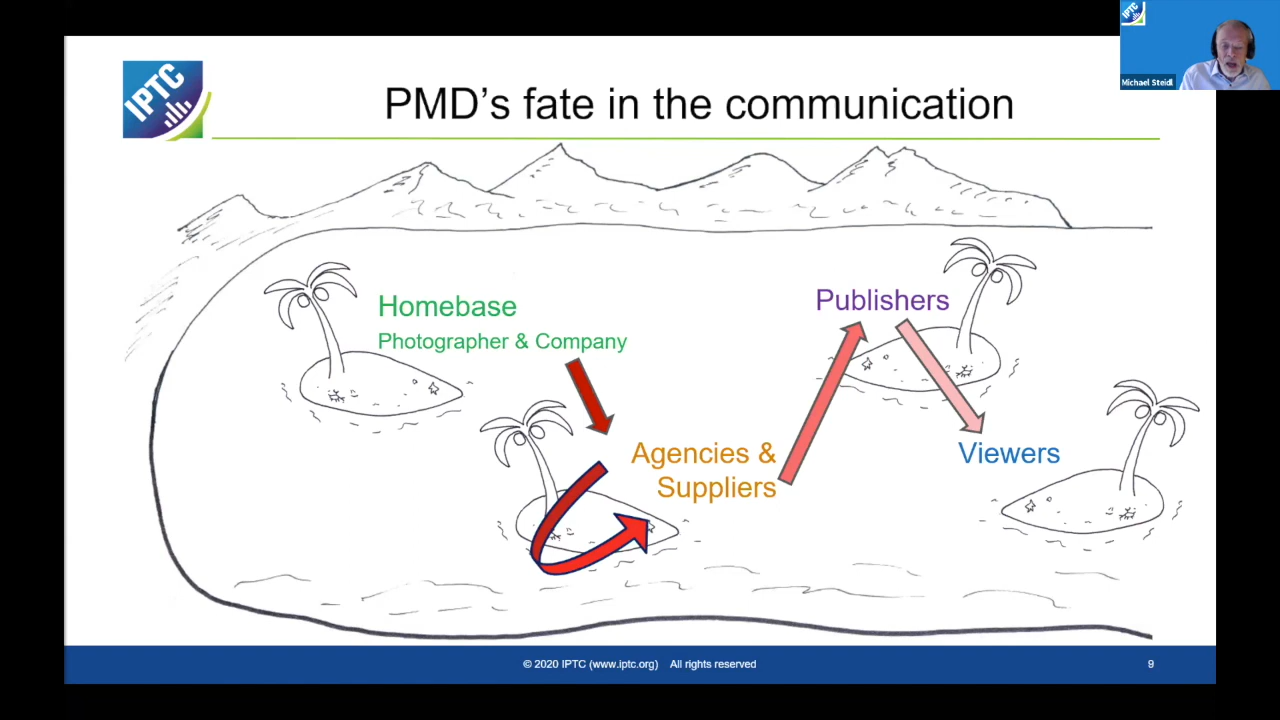 IPTC
Michael Steidl
IPTC
PMD's fate in the communication
Homebase
Photographer & Company
Publishers
Agencies &
Suppliers
Viewers
© 2020 IPTC (www.iptc.org) All rights reserved
9